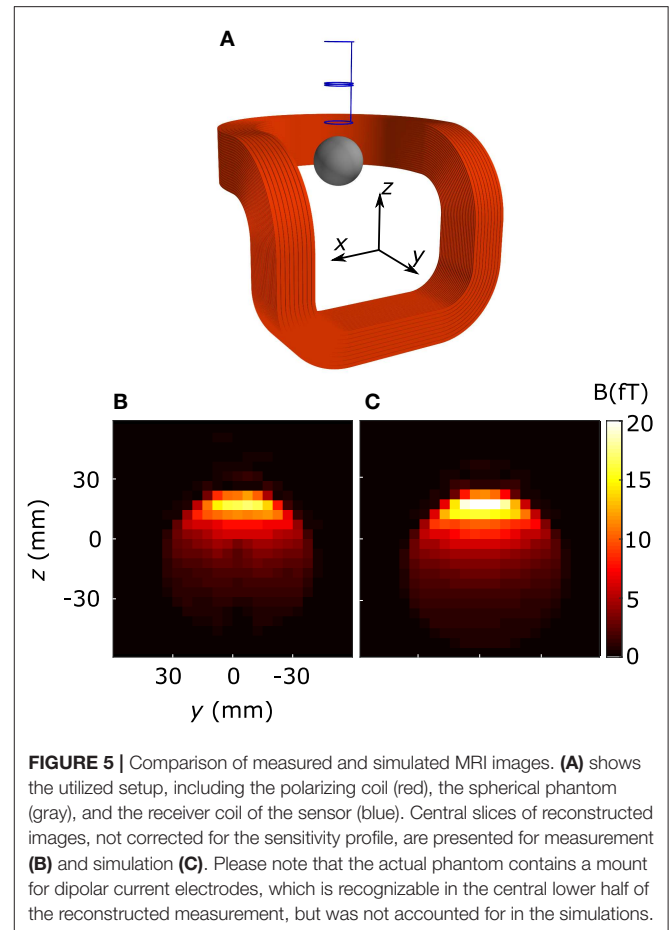 A
z
x
y
B
C
B(fT)
20
15
10
5
0
30
0
-30
z (mm)
30 0 -30
y (mm)
FIGURE 5 | Comparison of measured and simulated MRI images. (A) shows
the utilized setup, including the polarizing coil (red), the spherical phantom
(gray), and the receiver coil of the sensor (blue). Central slices of reconstructed
images, not corrected for the sensitivity profile, are presented for measurement
(B) and simulation (C). Please note that the actual phantom contains a mount
for dipolar current electrodes, which is recognizable in the central lower half of
the reconstructed measurement, but was not accounted for in the simulations.